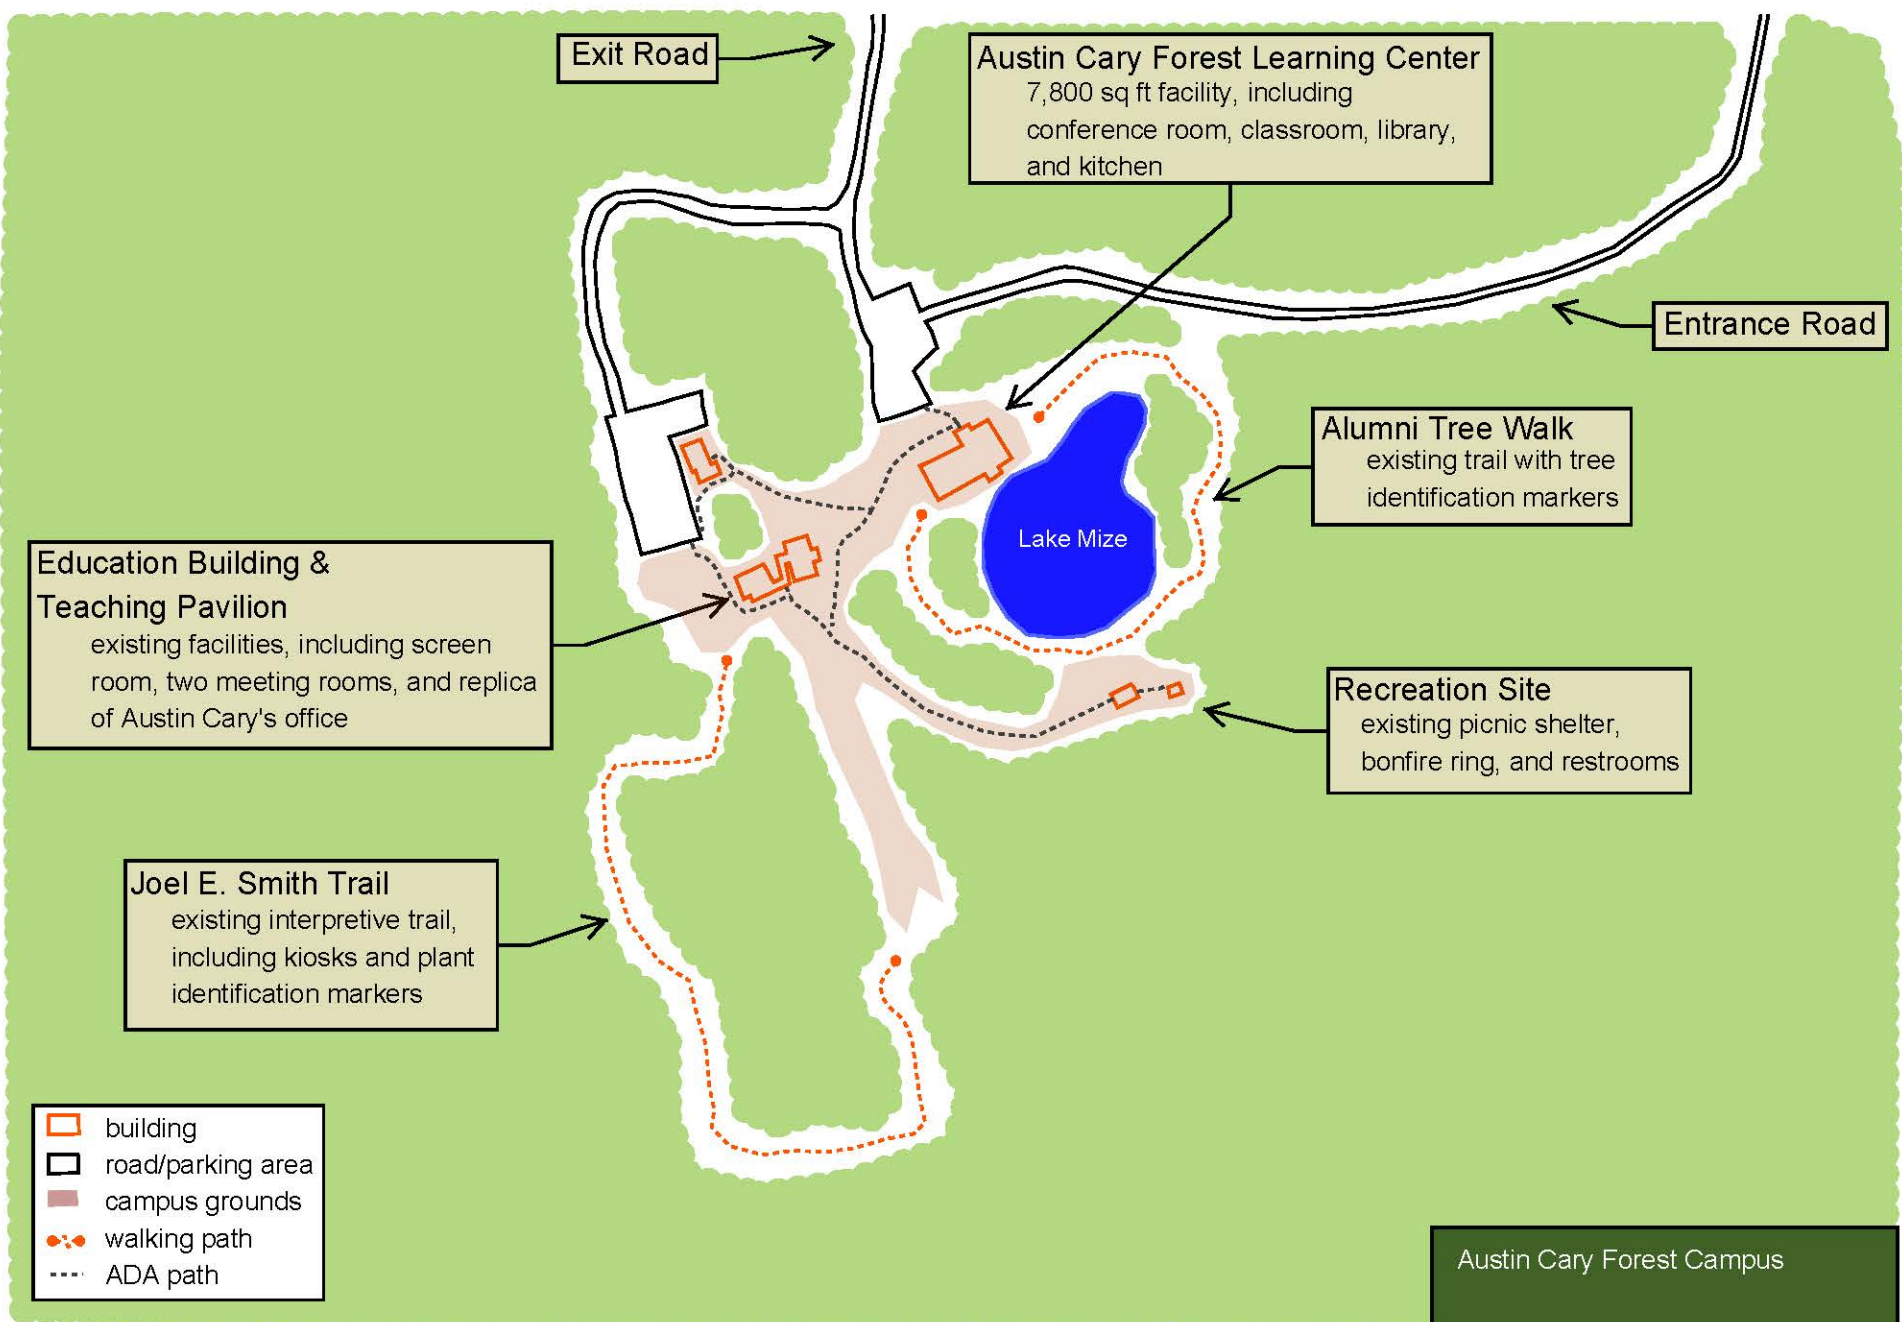 Exit Road
Austin Cary Forest Learning Center
7,800 sq ft facility, including
conference room, classroom, library,
and kitchen
Entrance Road
Alumni Tree Walk
existing trail with tree
identification markers
Lake Mize
Education Building &
Teaching Pavilion
existing facilities, including screen
room, two meeting rooms, and replica
of Austin Cary's office
Recreation Site
existing picnic shelter,
bonfire ring, and restrooms
Joel E. Smith Trail
existing interpretive trail,
including kiosks and plant
identification markers
building
road/parking area
campus grounds
walking path
ADA path
Austin Cary Forest Campus